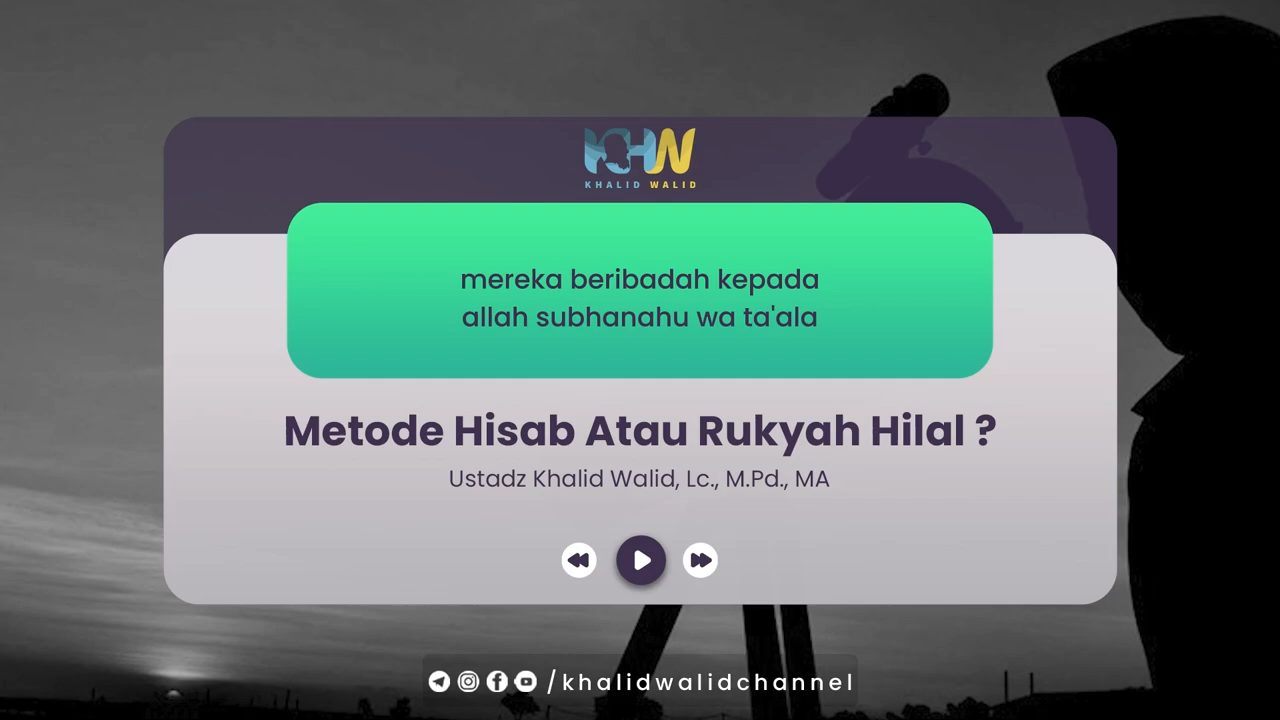 KHW
KHALID WALID
mereka beribadah kepada
allah subhanahu wa ta'ala
Metode Hisab Atau Rukyah Hilal ?
Ustadz Khalid Walid, Lc., M.Pd., MA
/khalidwalidchannel